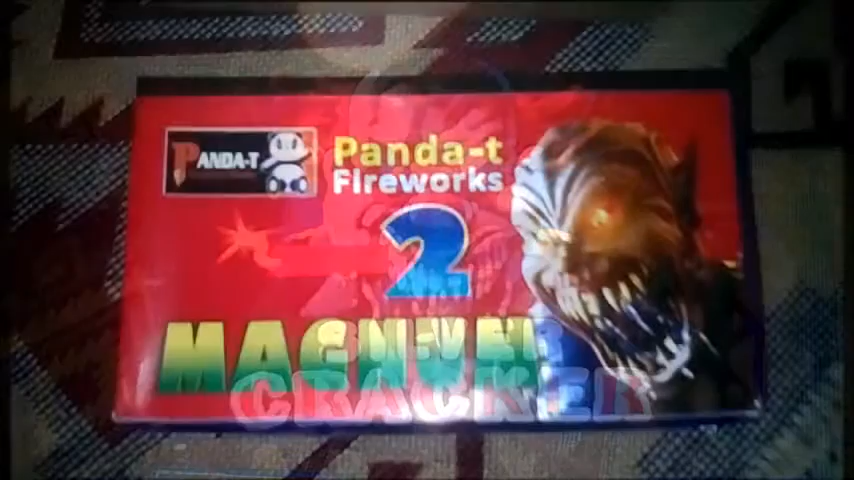 PANDA-T
Panda-t
Fireworks
2
MAGNUM
CRACKER